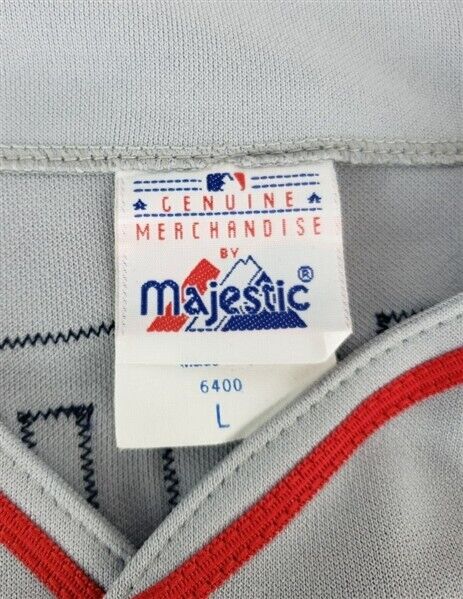 GENUINE
MERCHANDISE
BY
Majestic®
6400
L